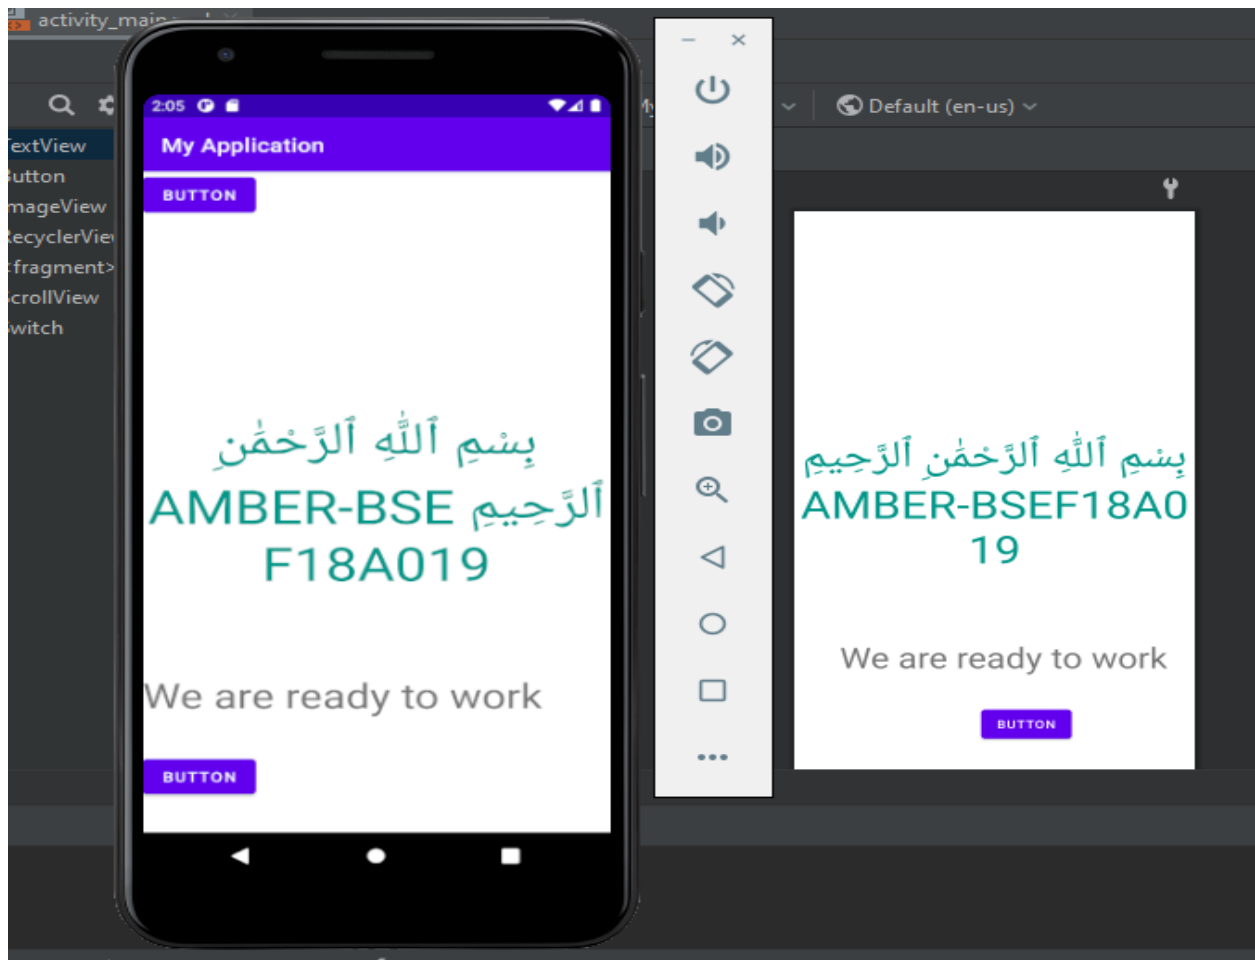 activity_main
Default (en-us)
TextView
Button
ImageView
RecyclerView
<fragment>
ScrollView
Switch
2:05
My Application
BUTTON
بِسْمِ ٱللَّٰهِ ٱلرَّحْمَٰنِ
ٱلرَّحِيمِ AMBER-BSE
F18A019
We are ready to work
BUTTON
بِسْمِ ٱللَّٰهِ ٱلرَّحْمَٰنِ ٱلرَّحِيمِ
AMBER-BSEF18A0
19
We are ready to work
BUTTON